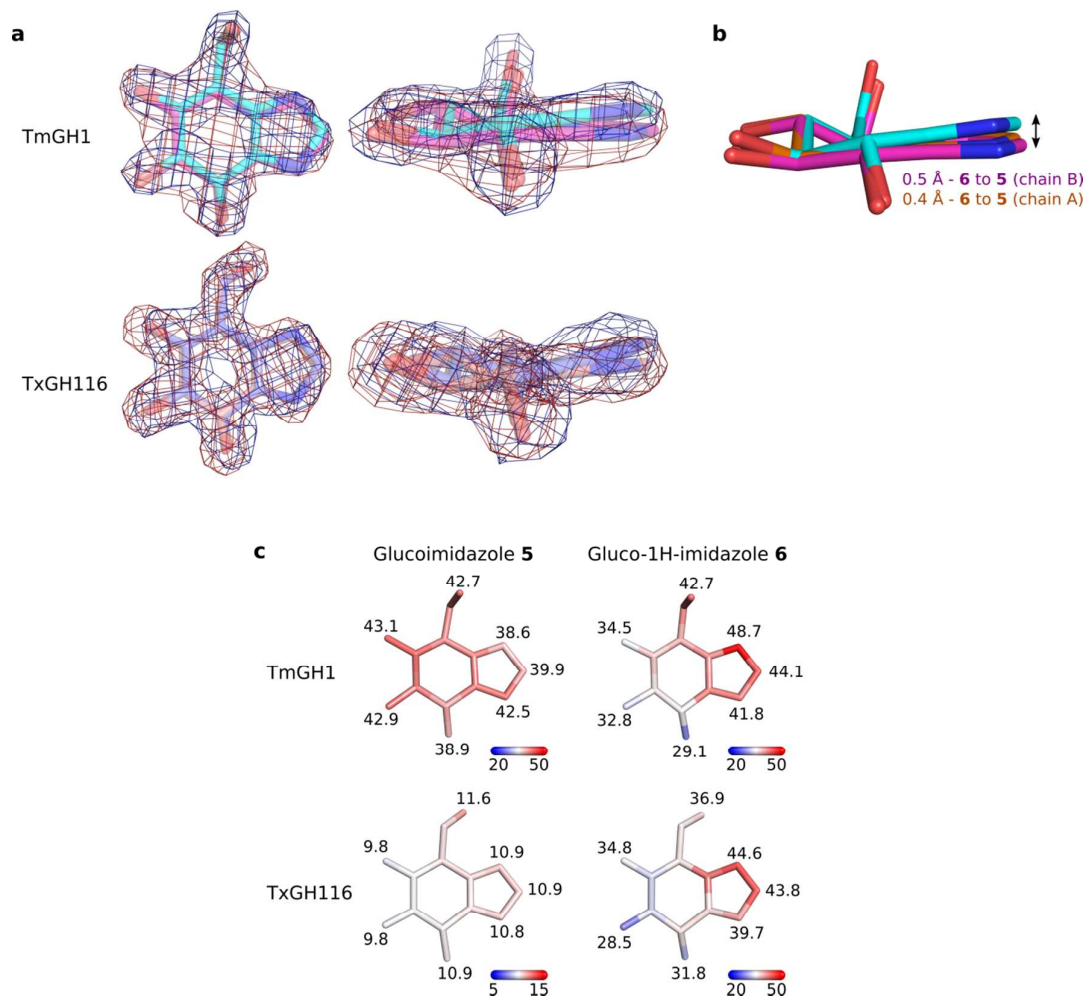 a
b
TmGH1
0.5 Å - 6 to 5 (chain B)
0.4 Å - 6 to 5 (chain A)
TxGH116
c
Glucoimidazole 5
Gluco-1H-imidazole 6
42.7
42.7
43.1
38.6
34.5
48.7
TmGH1
39.9
44.1
42.9
42.5
32.8
41.8
38.9
20 50
29.1
20 50
11.6
36.9
9.8
10.9
34.8
44.6
TxGH116
10.9
43.8
9.8
10.8
28.5
39.7
10.9
5 15
31.8
20 50